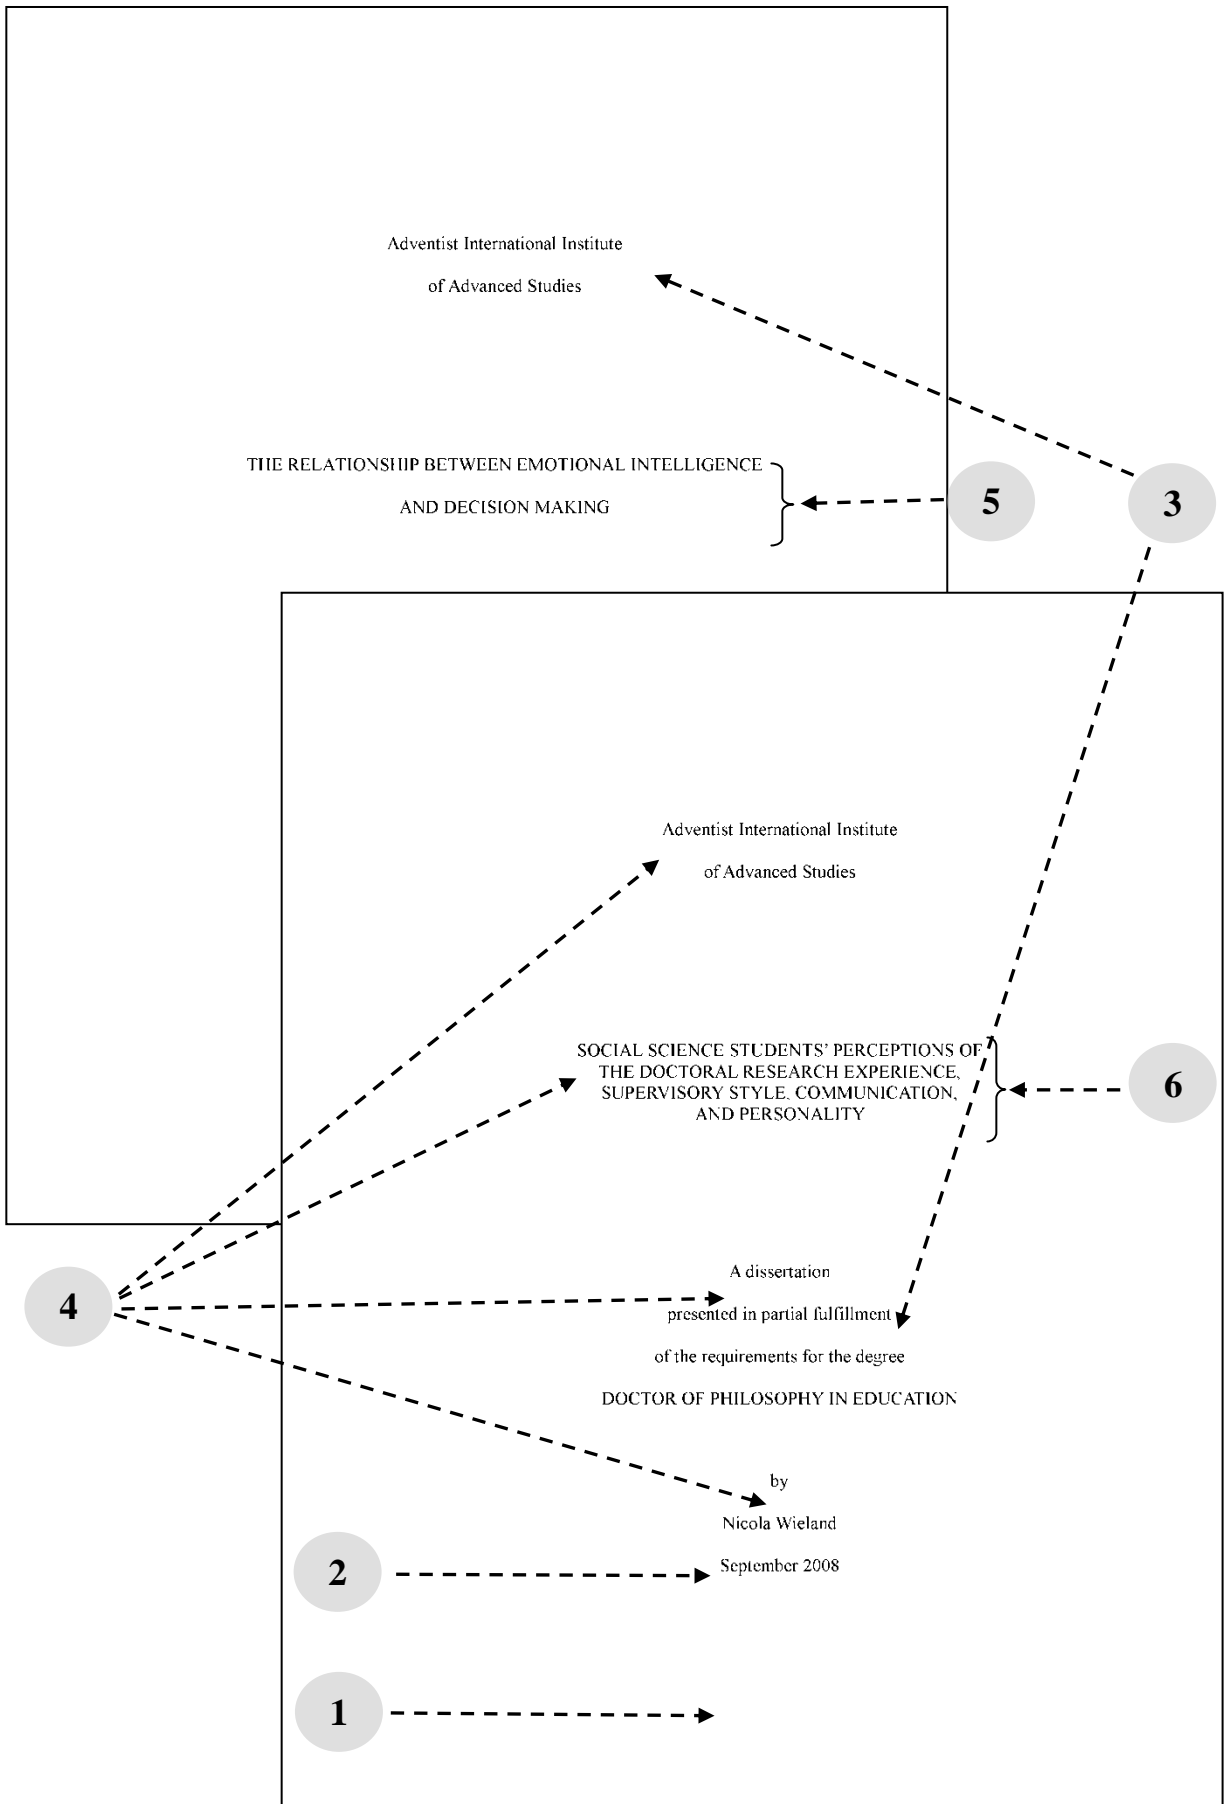 Adventist International Institute
of Advanced Studies
THE RELATIONSHIP BETWEEN EMOTIONAL INTELLIGENCE
AND DECISION MAKING
5
3
Adventist International Institute
of Advanced Studies
SOCIAL SCIENCE STUDENTS’ PERCEPTIONS OF
THE DOCTORAL RESEARCH EXPERIENCE,
SUPERVISORY STYLE, COMMUNICATION,
AND PERSONALITY
6
4
A dissertation
presented in partial fulfillment
of the requirements for the degree
DOCTOR OF PHILOSOPHY IN EDUCATION
by
Nicola Wieland
September 2008
2
1